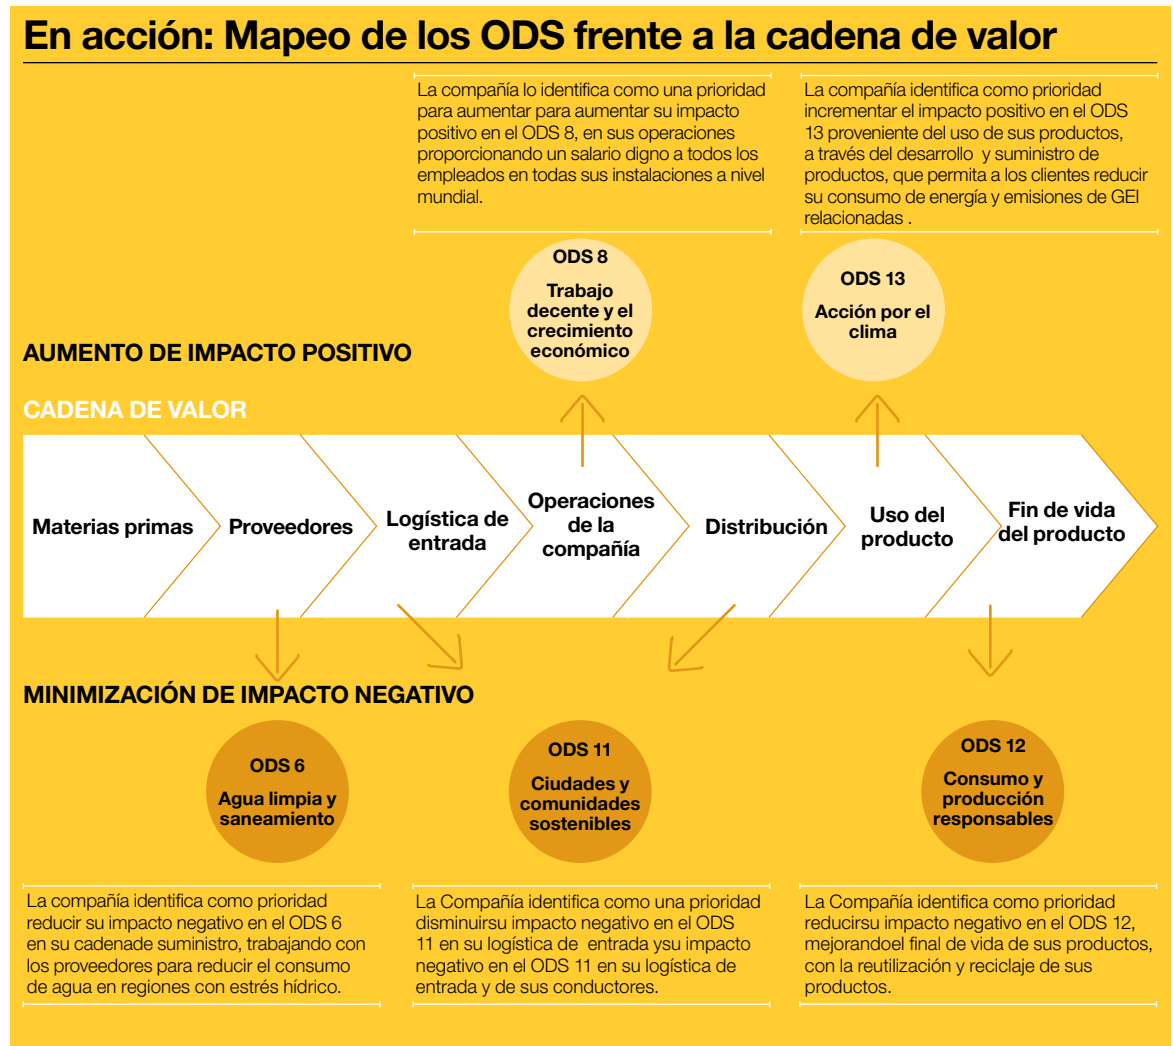 En acción: Mapeo de los ODS frente a la cadena de valor
La compañía lo identifica como una prioridad
para aumentar para aumentar su impacto
positivo en el ODS 8, en sus operaciones
proporcionando un salario digno a todos los
empleados en todas sus instalaciones a nivel
mundial.
La compañía identifica como prioridad
incrementar el impacto positivo en el ODS
13 proveniente del uso de sus productos,
a través del desarrollo y suministro de
productos, que permita a los clientes reducir
su consumo de energía y emisiones de GEI
relacionadas .
ODS 8
Trabajo
decente y el
crecimiento
económico
ODS 13
Acción por el
clima
AUMENTO DE IMPACTO POSITIVO
CADENA DE VALOR
Materias primas
Proveedores
Logística de
entrada
Operaciones
de la
compañía
Distribución
Uso del
producto
Fin de vida
del producto
MINIMIZACIÓN DE IMPACTO NEGATIVO
ODS 6
Agua limpia y
saneamiento
ODS 11
Ciudades y
comunidades
sostenibles
ODS 12
Consumo y
producción
responsables
La compañía identifica como prioridad
reducir su impacto negativo en el ODS 6
en su cadenade suministro, trabajando con
los proveedores para reducir el consumo
de agua en regiones con estrés hídrico.
La Compañía identifica como una prioridad
disminuirsu impacto negativo en el ODS
11 en su logística de entrada ysu impacto
negativo en el ODS 11 en su logística de
entrada y de sus conductores.
La Compañía identifica como prioridad
reducirsu impacto negativo en el ODS 12,
mejorandoel final de vida de sus productos,
con la reutilización y reciclaje de sus
productos.